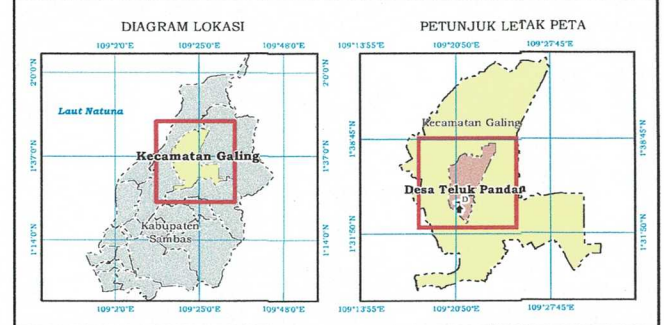 DIAGRAM LOKASI
109°2'0"E 109°25'0"E 109°48'0"E
2°0'0"N 2°0'0"N
Laut Natuna
Kecamatan Galing
1°37'0"N 1°37'0"N
Kabupaten
Sambas
1°14'0"N 1°14'0"N
109°2'0"E 109°25'0"E 109°48'0"E
PETUNJUK LETAK PETA
109°13'55"E 109°20'50"E 109°27'45"E
Kecamatan Galing
1°38'45"N 1°38'45"N
Desa Teluk Pandan
D
1°31'50"N 1°31'50"N
109°13'55"E 109°20'50"E 109°27'45"E